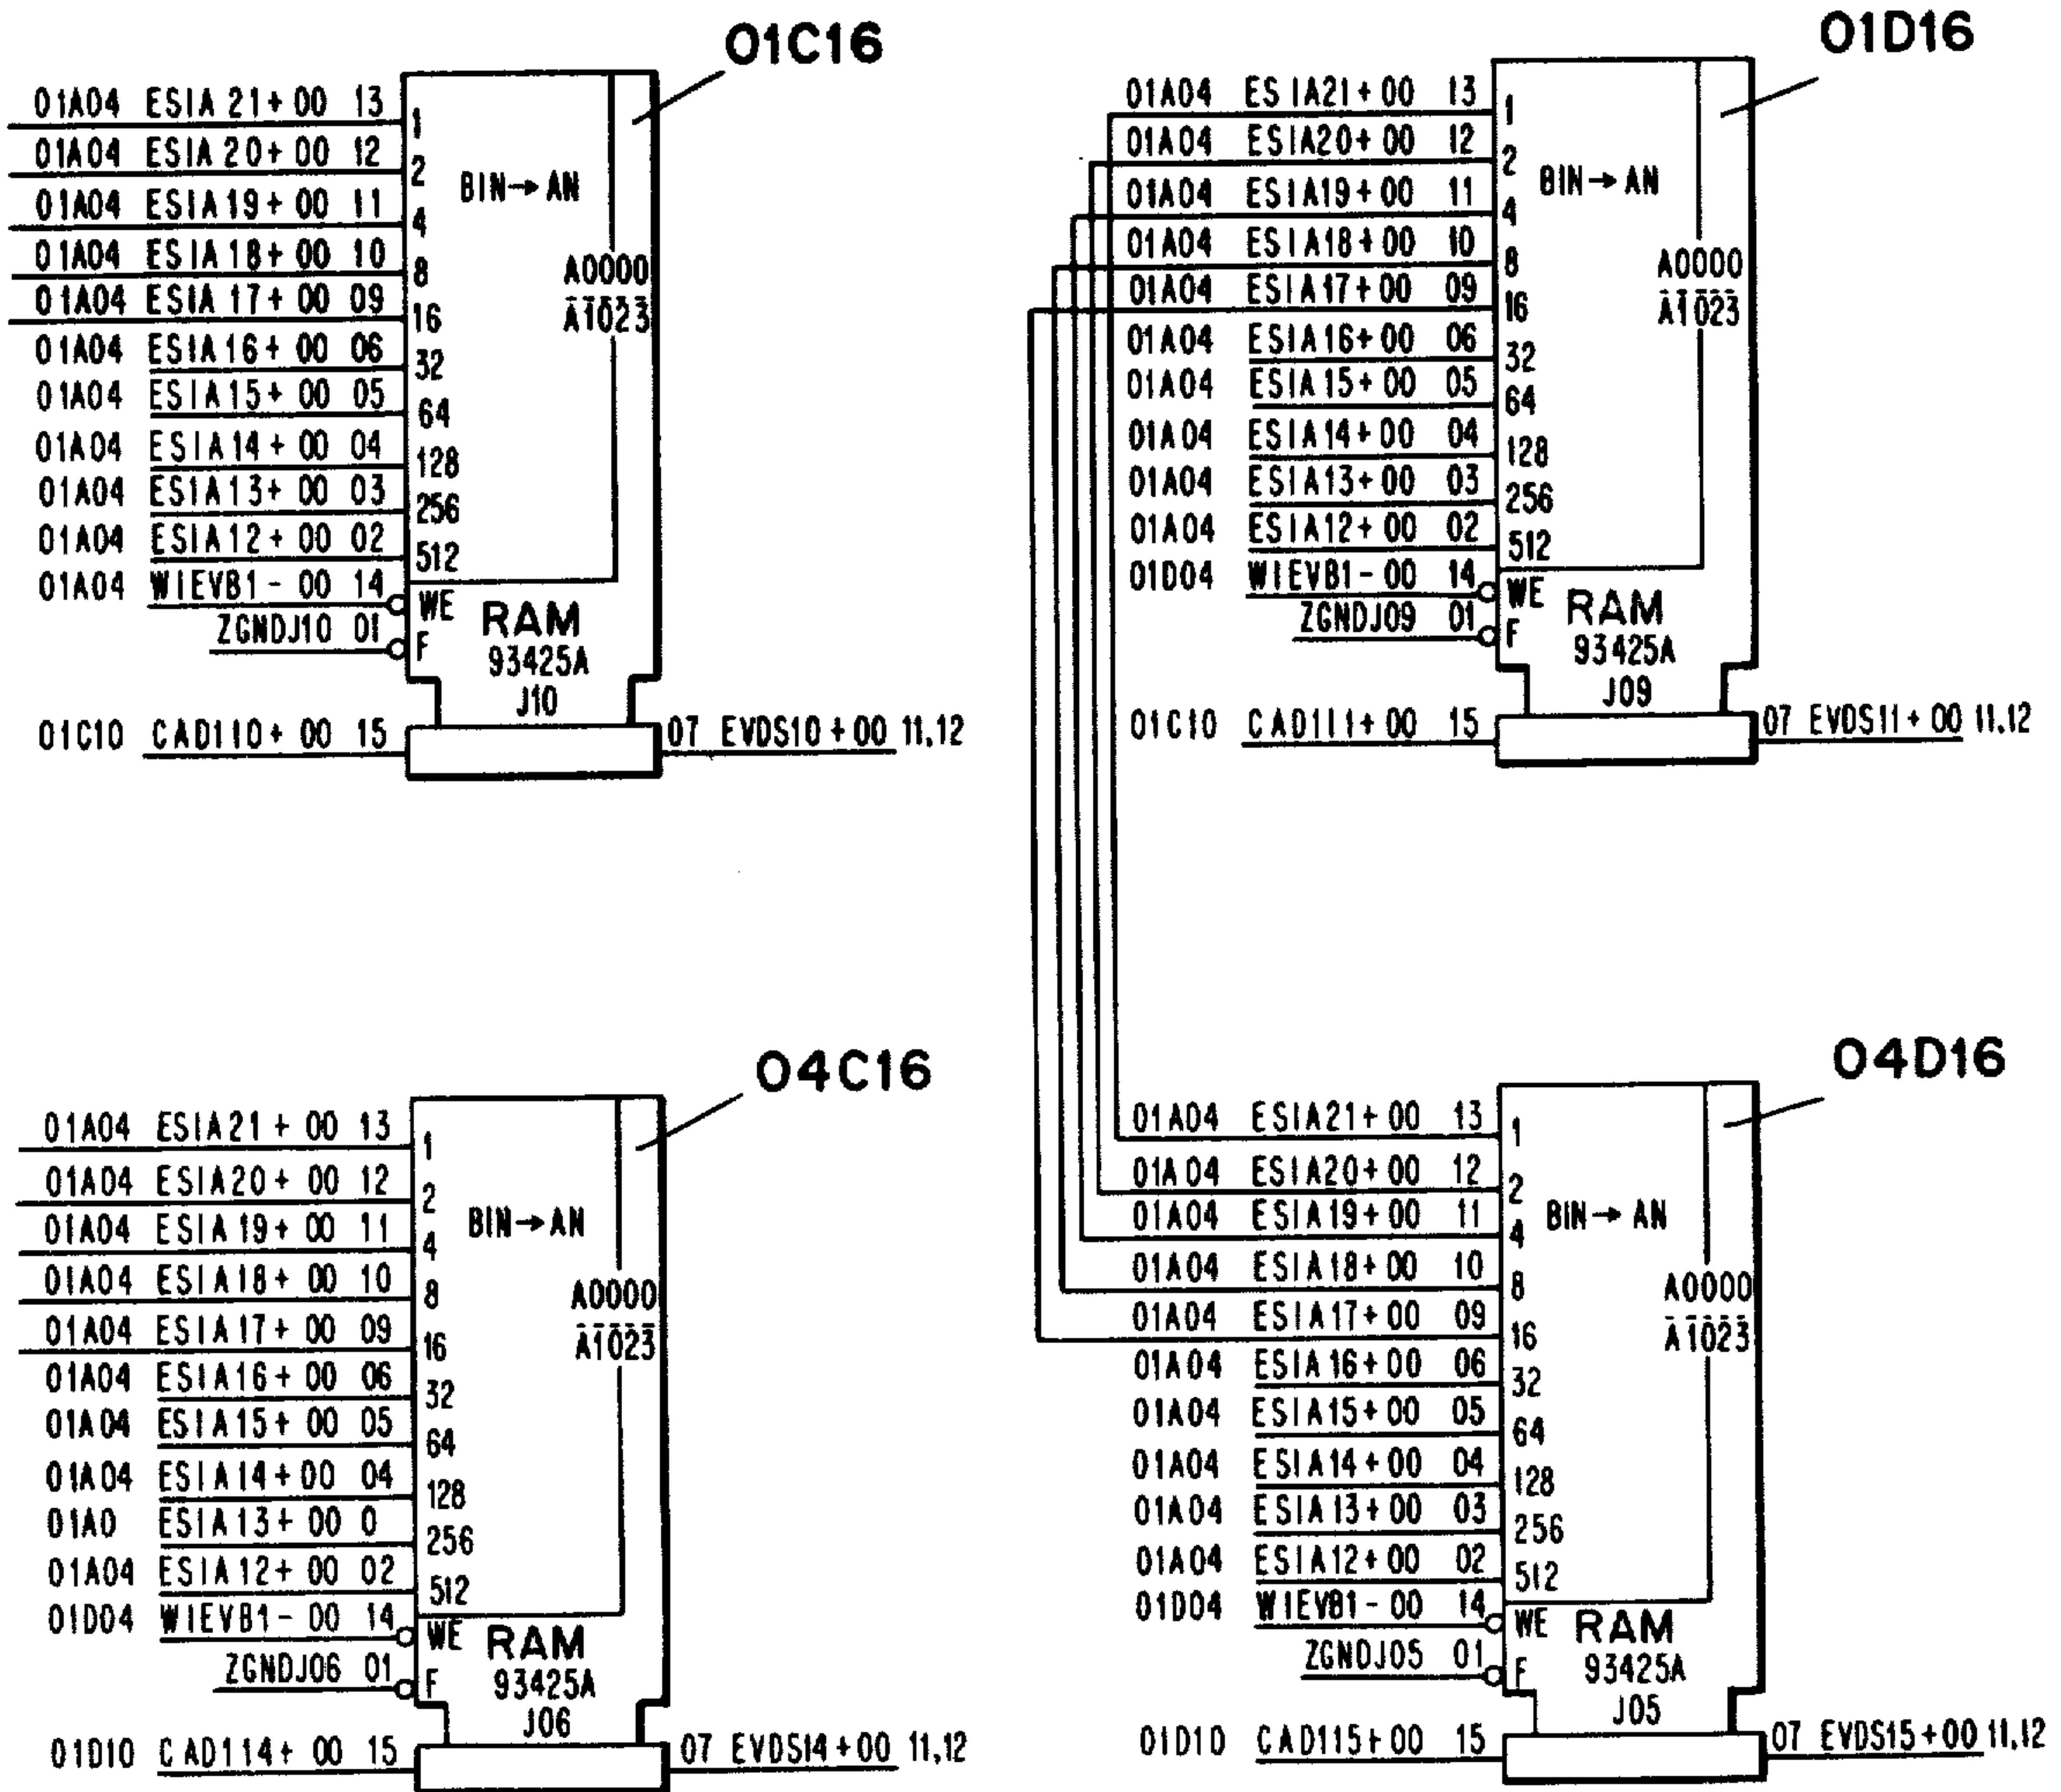 01C16
01A04 ESIA 21+ 00 13 1
01A04 ESIA 20+ 00 12 2
01A04 ESIA 19+ 00 11 4
01A04 ESIA 18+ 00 10 8
01A04 ESIA 17+ 00 09 16
01A04 ESIA 16+ 00 06 32
01A04 ESIA 15+ 00 05 64
01A04 ESIA 14+ 00 04 128
01A04 ESIA 13+ 00 03 256
01A04 ESIA 12+ 00 02 512
01A04 WIEVB1- 00 14 WE
ZGNDJ10 01 F
BIN→AN
A0000
A1023
RAM
93425A
J10
01C10 CAD110+ 00 15
07 EVDS10+00 11,12
01D16
01A04 ESIA21+00 13 1
01A04 ESIA20+00 12 2
01A04 ESIA19+00 11 4
01A04 ESIA18+00 10 8
01A04 ESIA17+00 09 16
01A04 ESIA16+00 06 32
01A04 ESIA15+00 05 64
01A04 ESIA14+00 04 128
01A04 ESIA13+00 03 256
01A04 ESIA12+00 02 512
01D04 WIEVB1-00 14 WE
ZGNDJ09 01 F
BIN→AN
A0000
A1023
RAM
93425A
J09
01C10 CAD111+00 15
07 EVDS11+00 11,12
04C16
01A04 ESIA21+ 00 13 1
01A04 ESIA20+ 00 12 2
01A04 ESIA 19+ 00 11 4
01A04 ESIA18+ 00 10 8
01A04 ESIA17+ 00 09 16
01A04 ESIA16+ 00 06 32
01A04 ESIA15+ 00 05 64
01A04 ESIA14+00 04 128
01A0 ESIA13+ 00 0 256
01A04 ESIA12+ 00 02 512
01D04 WIEVB1- 00 14 WE
ZGNDJ06 01 F
BIN→AN
A0000
A1023
RAM
93425A
J06
01D10 CAD114+ 00 15
07 EVDS14+00 11,12
04D16
01A04 ESIA21+00 13 1
01A04 ESIA20+00 12 2
01A04 ESIA19+00 11 4
01A04 ESIA18+00 10 8
01A04 ESIA17+00 09 16
01A04 ESIA16+00 06 32
01A04 ESIA15+00 05 64
01A04 ESIA14+00 04 128
01A04 ESIA13+00 03 256
01A04 ESIA12+00 02 512
01D04 WIEVB1-00 14 WE
ZGNDJ05 01 F
BIN→AN
A0000
A1023
RAM
93425A
J05
01D10 CAD115+00 15
07 EVDS15+00 11,12